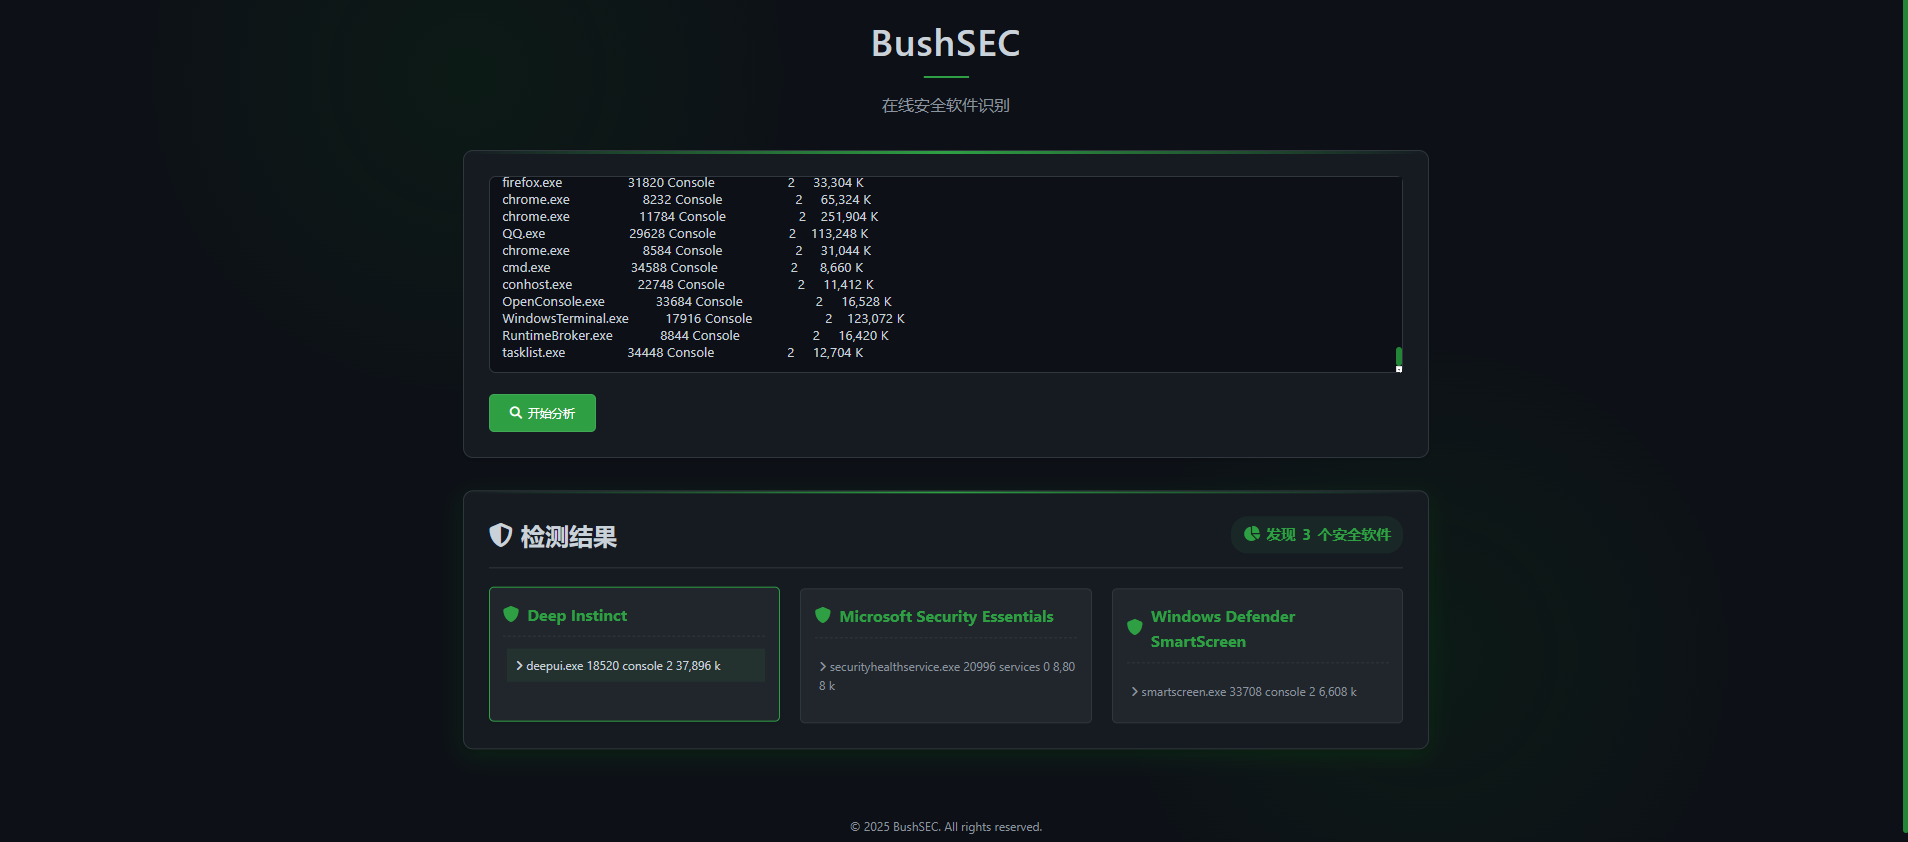 BushSEC
在线安全软件识别
firefox.exe 31820 Console 2 33,304 K
chrome.exe 8232 Console 2 65,324 K
chrome.exe 11784 Console 2 251,904 K
QQ.exe 29628 Console 2 113,248 K
chrome.exe 8584 Console 2 31,044 K
cmd.exe 34588 Console 2 8,660 K
conhost.exe 22748 Console 2 11,412 K
OpenConsole.exe 33684 Console 2 16,528 K
WindowsTerminal.exe 17916 Console 2 123,072 K
RuntimeBroker.exe 8844 Console 2 16,420 K
tasklist.exe 34448 Console 2 12,704 K
开始分析
检测结果
发现 3 个安全软件
Deep Instinct
deepui.exe 18520 console 2 37,896 k
Microsoft Security Essentials
securityhealthservice.exe 20996 services 0 8,80
8 k
Windows Defender
SmartScreen
smartscreen.exe 33708 console 2 6,608 k
© 2025 BushSEC. All rights reserved.